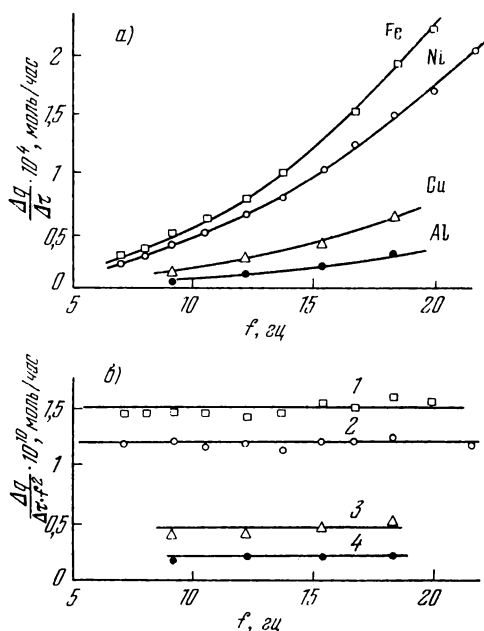 a)
Fe
Ni
Cu
Al
Δq/Δτ · 10⁴, моль/час
2
1,5
1
0,5
0
5 10 15 20
f, гц
b)
1
2
3
4
Δq/Δτ·f² · 10¹⁰, моль/час
1,5
1
0,5
0
5 10 15 20
f, гц